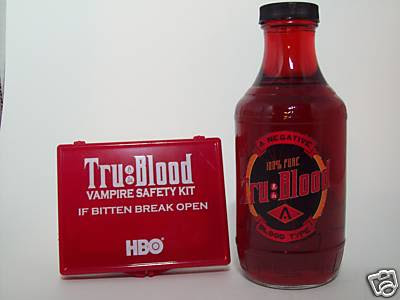 Tru:Blood
VAMPIRE SAFETY KIT
IF BITTEN BREAK OPEN
HBO
A NEGATIVE
100% PURE
Tru:Blood
A
BLOOD TYPE